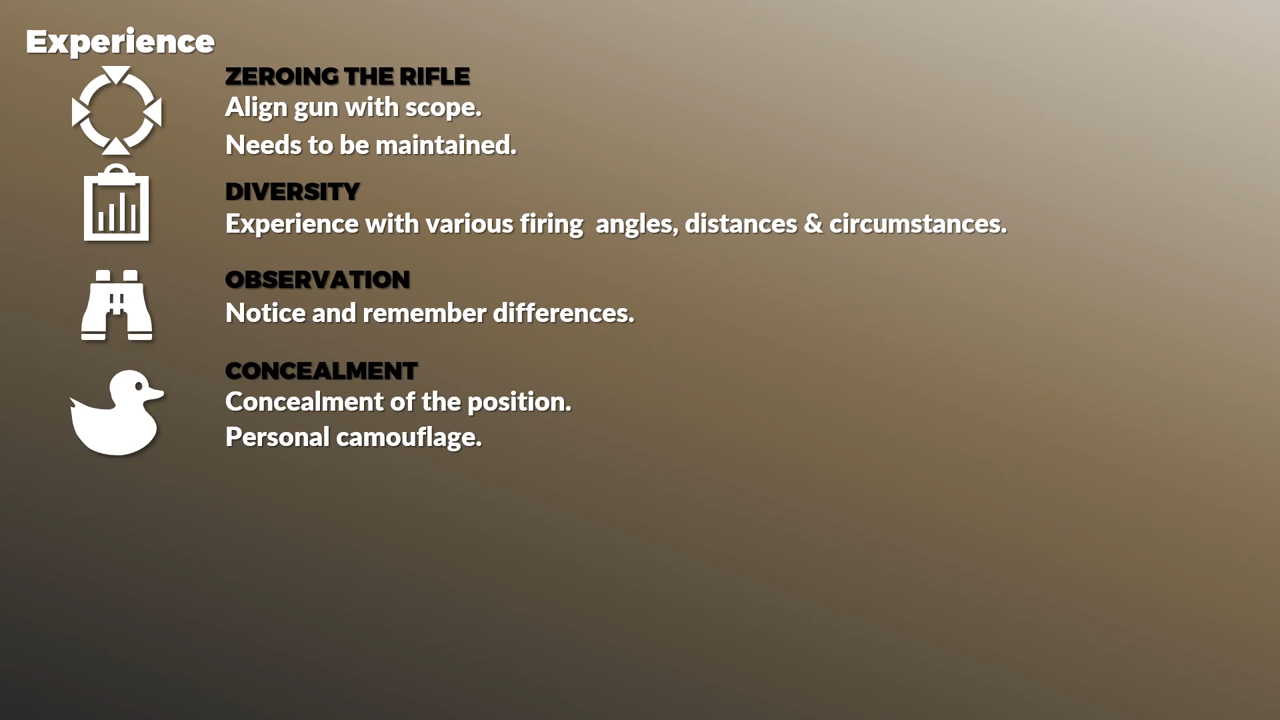 Experience
ZEROING THE RIFLE
Align gun with scope.
Needs to be maintained.
DIVERSITY
Experience with various firing  angles, distances & circumstances.
OBSERVATION
Notice and remember differences.
CONCEALMENT
Concealment of the position.
Personal camouflage.